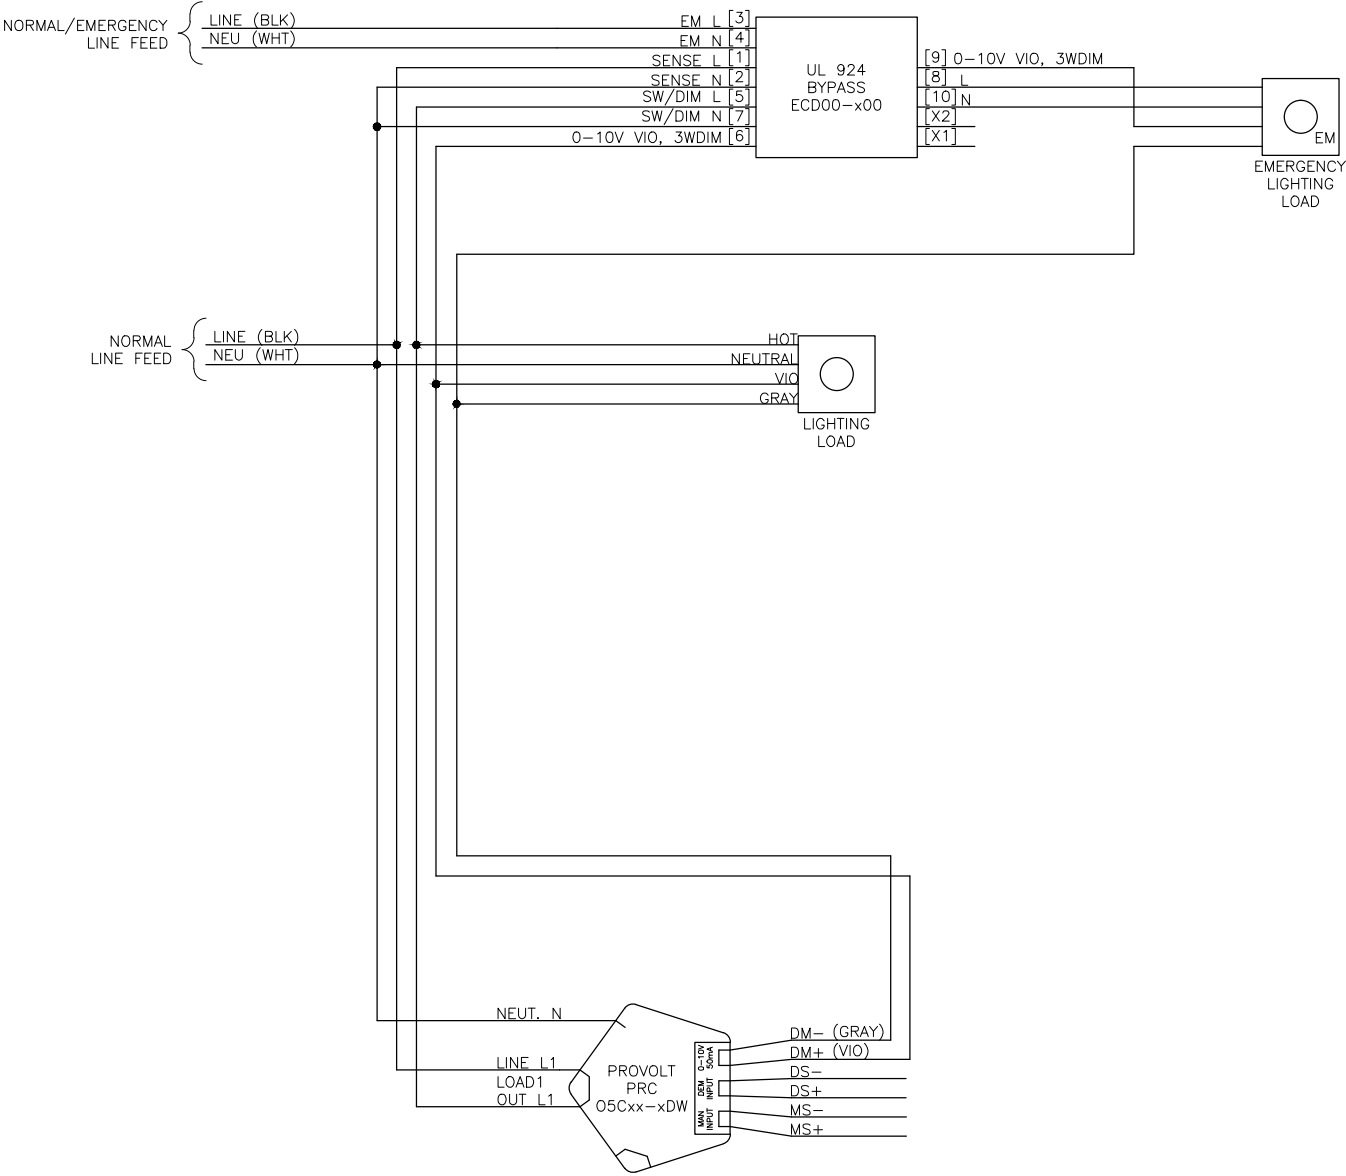 NORMAL/EMERGENCY
LINE FEED
LINE (BLK)
NEU (WHT)
EM L [3]
EM N [4]
SENSE L [1]
SENSE N [2]
SW/DIM L [5]
SW/DIM N [7]
0-10V VIO, 3WDIM [6]
UL 924
BYPASS
ECD00-x00
[9] 0-10V VIO, 3WDIM
[8] L
[10] N
[X2]
[X1]
EM
EMERGENCY
LIGHTING
LOAD
NORMAL
LINE FEED
LINE (BLK)
NEU (WHT)
HOT
NEUTRAL
VIO
GRAY
LIGHTING
LOAD
NEUT. N
LINE L1
LOAD1
OUT L1
PROVOLT
PRC
O5Cxx-xDW
0-10V
50mA
DEM
INPUT
MAN
INPUT
DM- (GRAY)
DM+ (VIO)
DS-
DS+
MS-
MS+